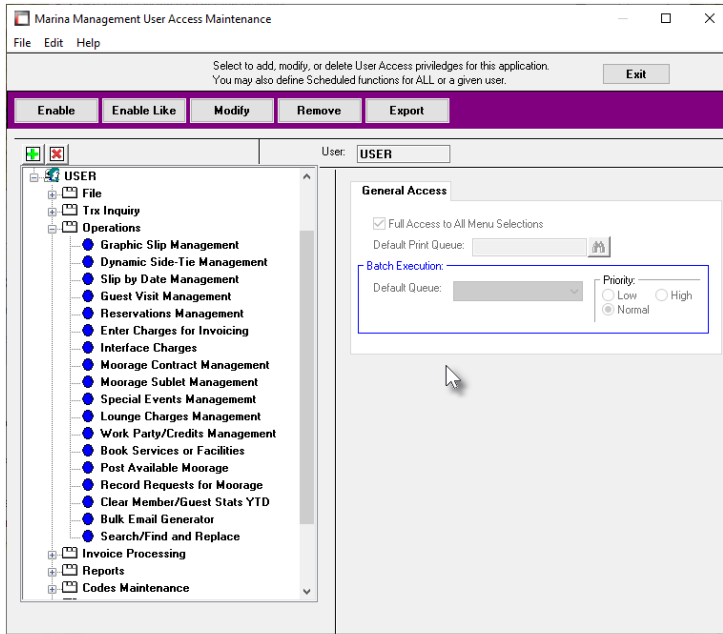 Marina Management User Access Maintenance
File Edit Help
Select to add, modify, or delete User Access priviledges for this application.
You may also define Scheduled functions for ALL or a given user.
Exit
Enable Enable Like Modify Remove Export
User: USER
USER
File
Trx Inquiry
Operations
Graphic Slip Management
Dynamic Side-Tie Management
Slip by Date Management
Guest Visit Management
Reservations Management
Enter Charges for Invoicing
Interface Charges
Moorage Contract Management
Moorage Sublet Management
Special Events Managememt
Lounge Charges Management
Work Party/Credits Management
Book Services or Facilities
Post Available Moorage
Record Requests for Moorage
Clear Member/Guest Stats YTD
Bulk Email Generator
Search/Find and Replace
Invoice Processing
Reports
Codes Maintenance
General Access
Full Access to All Menu Selections
Default Print Queue:
Batch Execution:
Default Queue:
Priority:
Low High
Normal